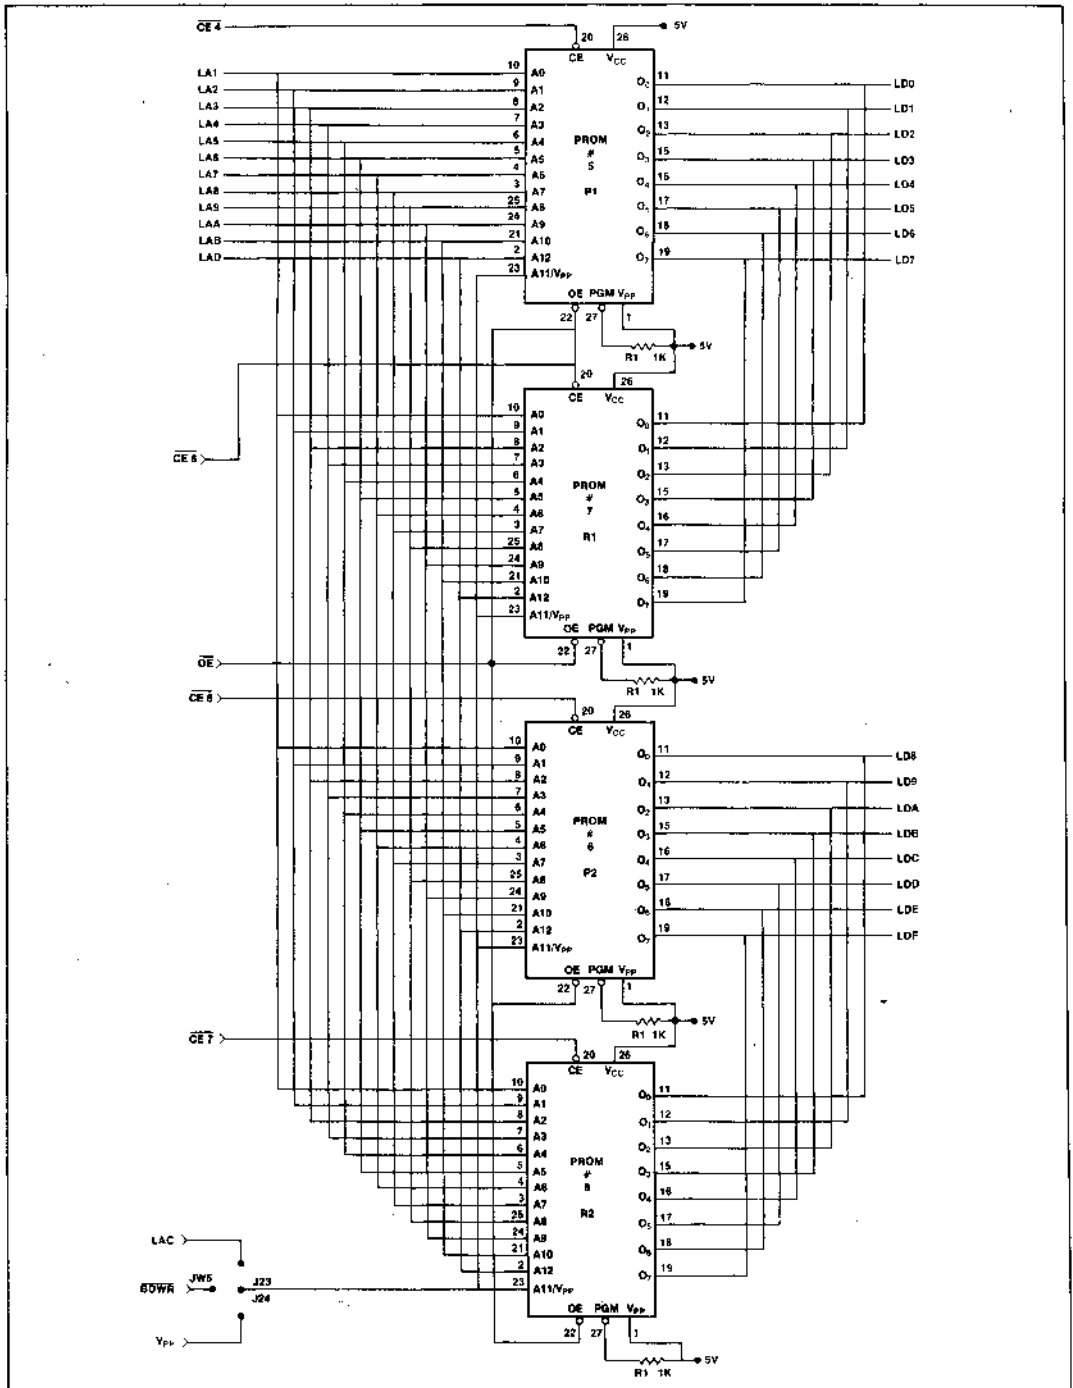 CE 4
20
26
5V
CE
VCC
LA1 10 A0 O0 11 LD0
LA2 9 A1 O1 12 LD1
LA3 8 A2 O2 13 LD2
LA4 7 A3 O3 15 LD3
LA5 6 A4 O4 16 LD4
LA6 5 A5 O5 17 LD5
LA7 4 A6 O6 18 LD6
LA8 3 A7 O7 19 LD7
LA9 25 A8
LAA 24 A9
LAB 21 A10
LAD 2 A12
23 A11/VPP
PROM
#
5
P1
OE PGM VPP
22 27 1
R1 1K
5V
20 26
CE VCC
10 A0 O0 11
9 A1 O1 12
8 A2 O2 13
7 A3 O3 15
6 A4 O4 16
5 A5 O5 17
4 A6 O6 18
3 A7 O7 19
25 A8
24 A9
21 A10
2 A12
23 A11/VPP
PROM
#
7
R1
OE PGM VPP
22 27 1
R1 1K
5V
OE
20 26
CE VCC
10 A0 O0 11 LD8
9 A1 O1 12 LD9
8 A2 O2 13 LDA
7 A3 O3 15 LDB
6 A4 O4 16 LDC
5 A5 O5 17 LDD
4 A6 O6 18 LDE
3 A7 O7 19 LDF
25 A8
24 A9
21 A10
2 A12
23 A11/VPP
PROM
#
6
P2
OE PGM VPP
22 27 1
R1 1K
5V
CE 7
20 26
CE VCC
10 A0 O0 11
9 A1 O1 12
8 A2 O2 13
7 A3 O3 15
6 A4 O4 16
5 A5 O5 17
4 A6 O6 18
3 A7 O7 19
25 A8
24 A9
21 A10
2 A12
23 A11/VPP
PROM
#
8
R2
OE PGM VPP
22 27 1
R1 1K
5V
LAC
BDWR
JW5
J23
J24
VPP